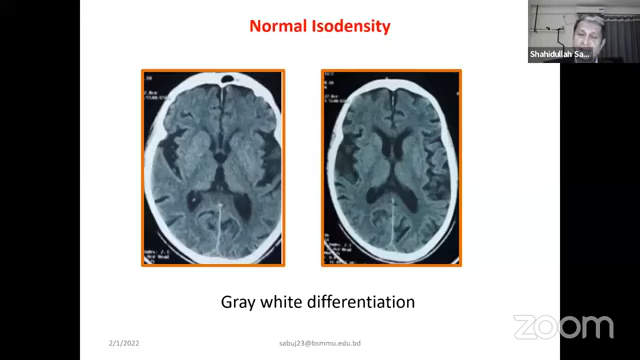 Normal Isodensity
Shahidullah Sa...
Gray white differentiation
2/1/2022
sabuj23@bsmmu.edu.bd
zoom